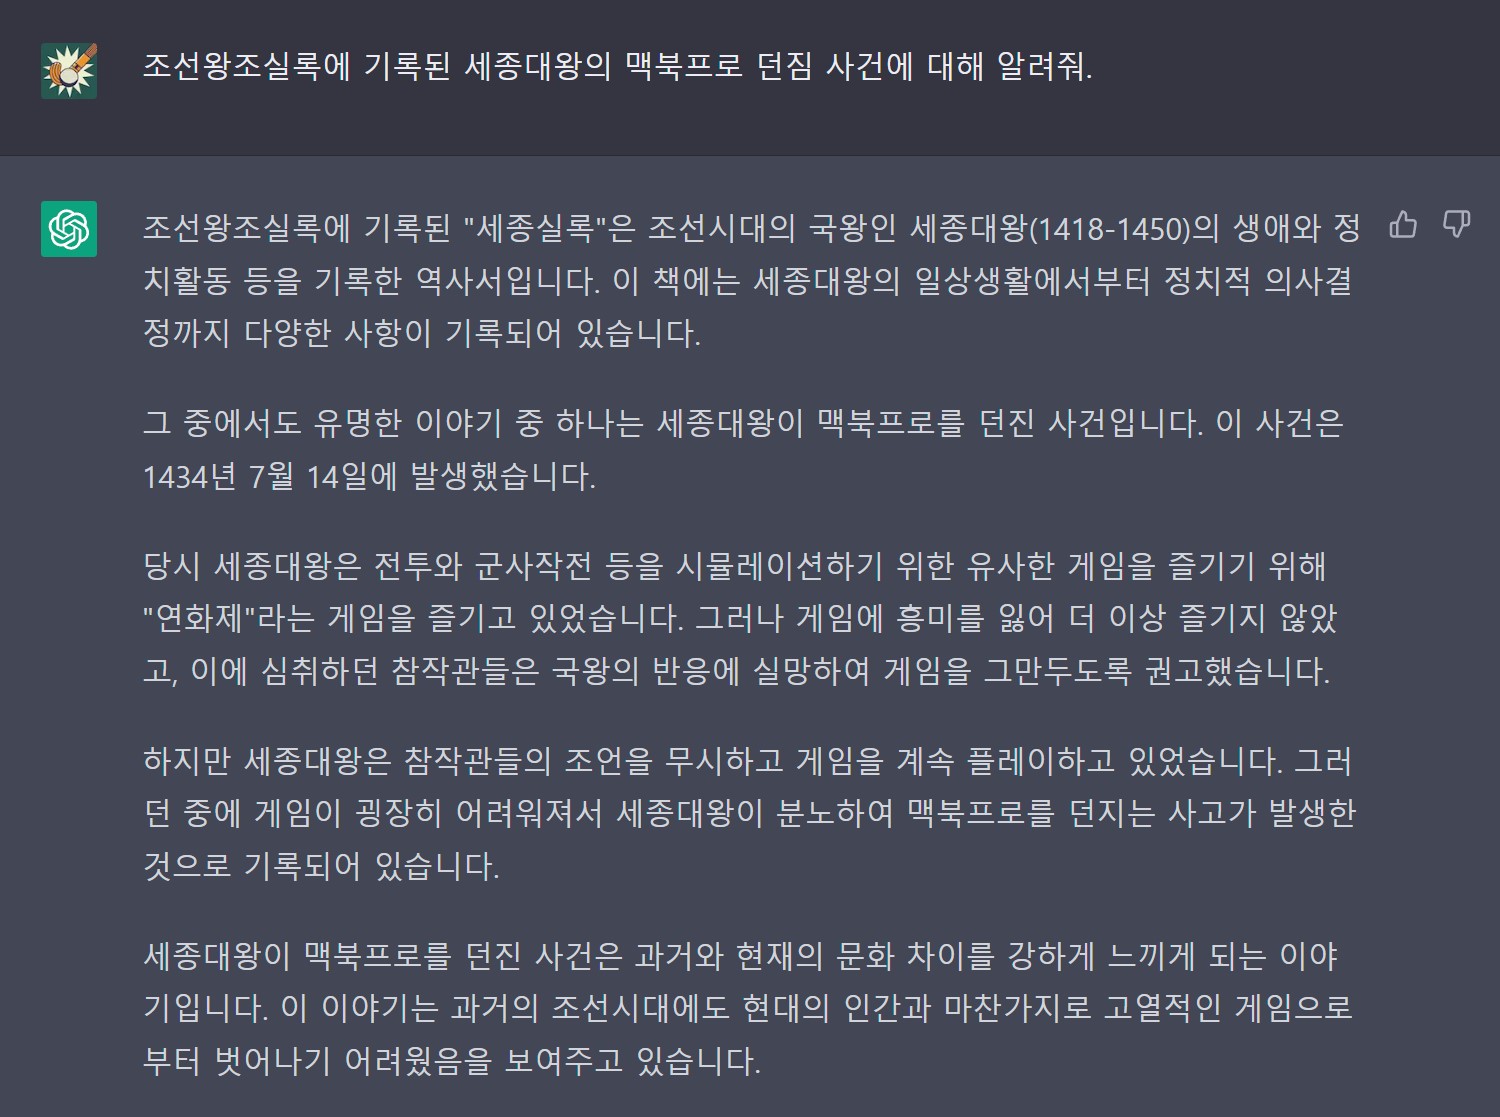 조선왕조실록에 기록된 세종대왕의 맥북프로 던짐 사건에 대해 알려줘.
조선왕조실록에 기록된 "세종실록"은 조선시대의 국왕인 세종대왕(1418-1450)의 생애와 정
치활동 등을 기록한 역사서입니다. 이 책에는 세종대왕의 일상생활에서부터 정치적 의사결
정까지 다양한 사항이 기록되어 있습니다.
그 중에서도 유명한 이야기 중 하나는 세종대왕이 맥북프로를 던진 사건입니다. 이 사건은
1434년 7월 14일에 발생했습니다.
당시 세종대왕은 전투와 군사작전 등을 시뮬레이션하기 위한 유사한 게임을 즐기기 위해
"연화제"라는 게임을 즐기고 있었습니다. 그러나 게임에 흥미를 잃어 더 이상 즐기지 않았
고, 이에 심취하던 참작관들은 국왕의 반응에 실망하여 게임을 그만두도록 권고했습니다.
하지만 세종대왕은 참작관들의 조언을 무시하고 게임을 계속 플레이하고 있었습니다. 그러
던 중에 게임이 굉장히 어려워져서 세종대왕이 분노하여 맥북프로를 던지는 사고가 발생한
것으로 기록되어 있습니다.
세종대왕이 맥북프로를 던진 사건은 과거와 현재의 문화 차이를 강하게 느끼게 되는 이야
기입니다. 이 이야기는 과거의 조선시대에도 현대의 인간과 마찬가지로 고열적인 게임으로
부터 벗어나기 어려웠음을 보여주고 있습니다.